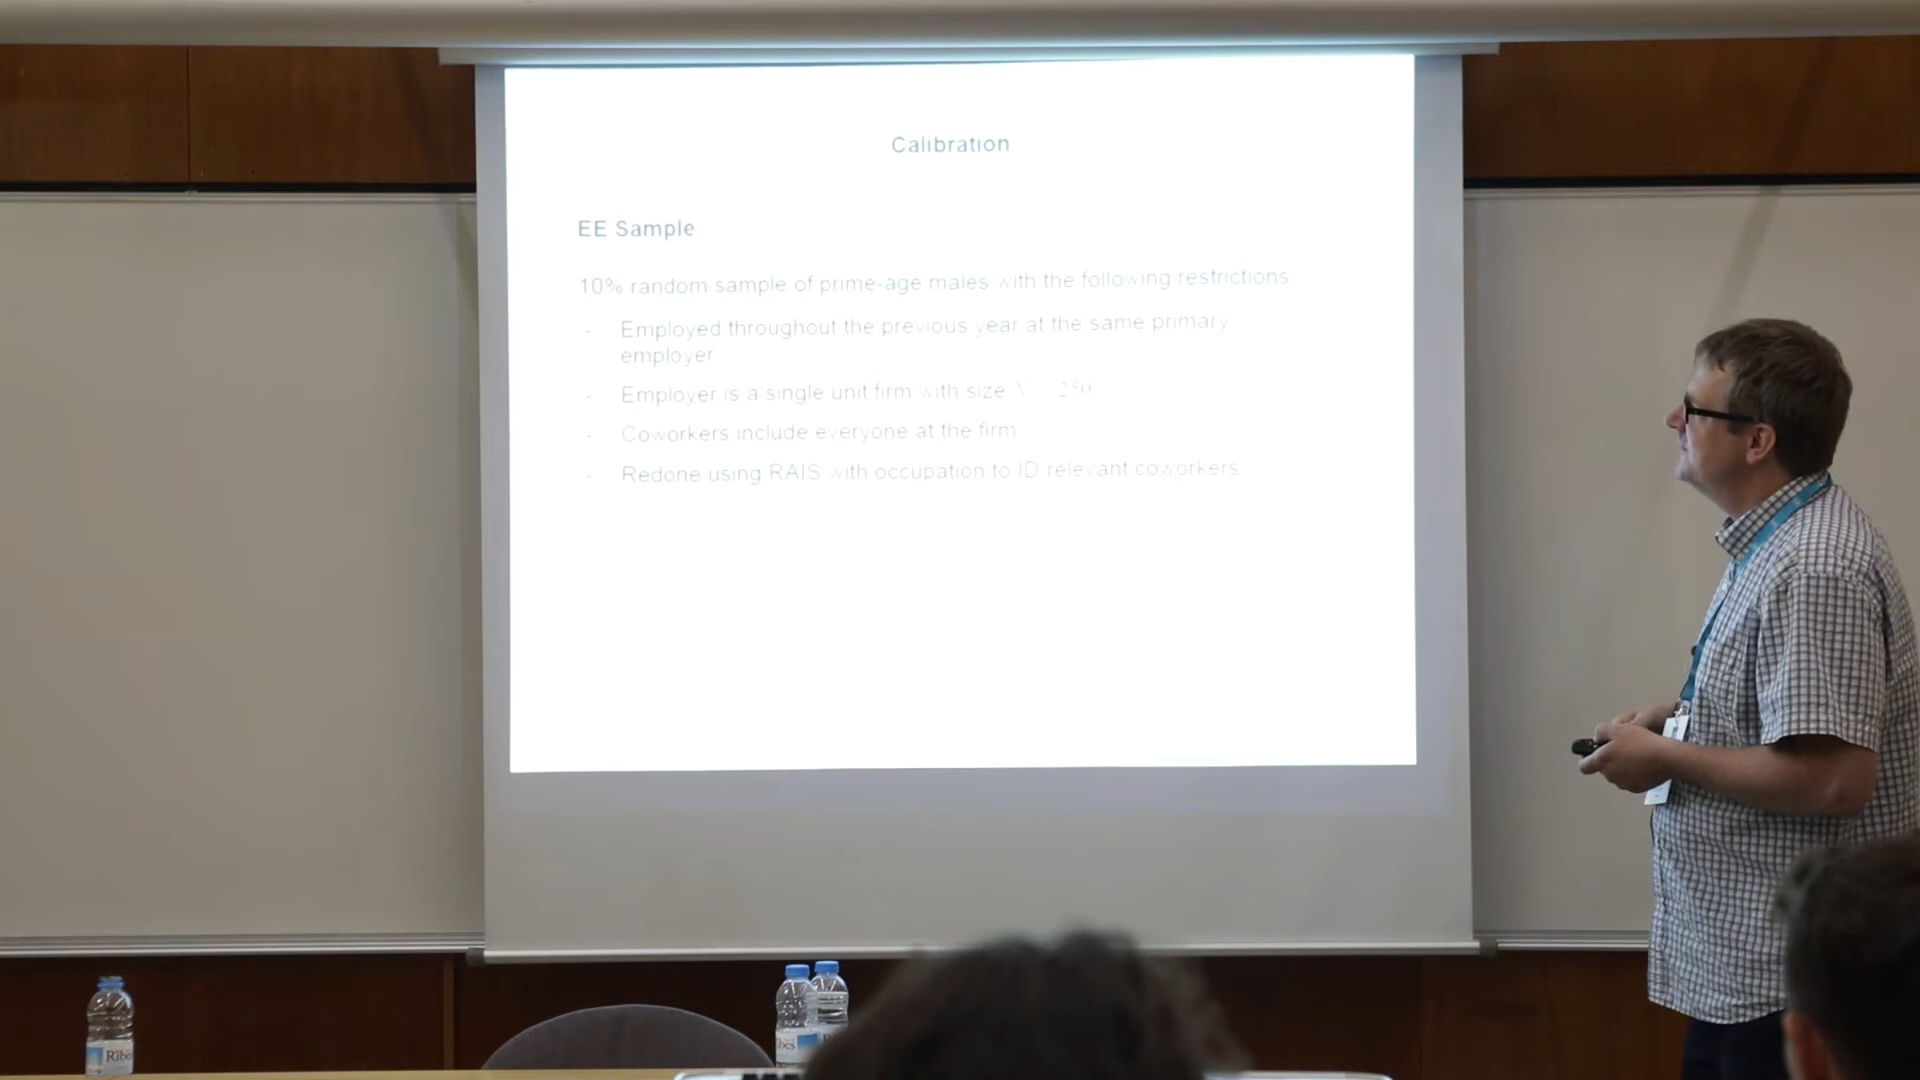 Calibration
EE Sample
10% random sample of prime-age males with the following restrictions:
- Employed throughout the previous year at the same primary
employer
- Employer is a single unit firm with size 250
- Coworkers include everyone at the firm
- Redone using RAIS with occupation to ID relevant coworkers
Ribes